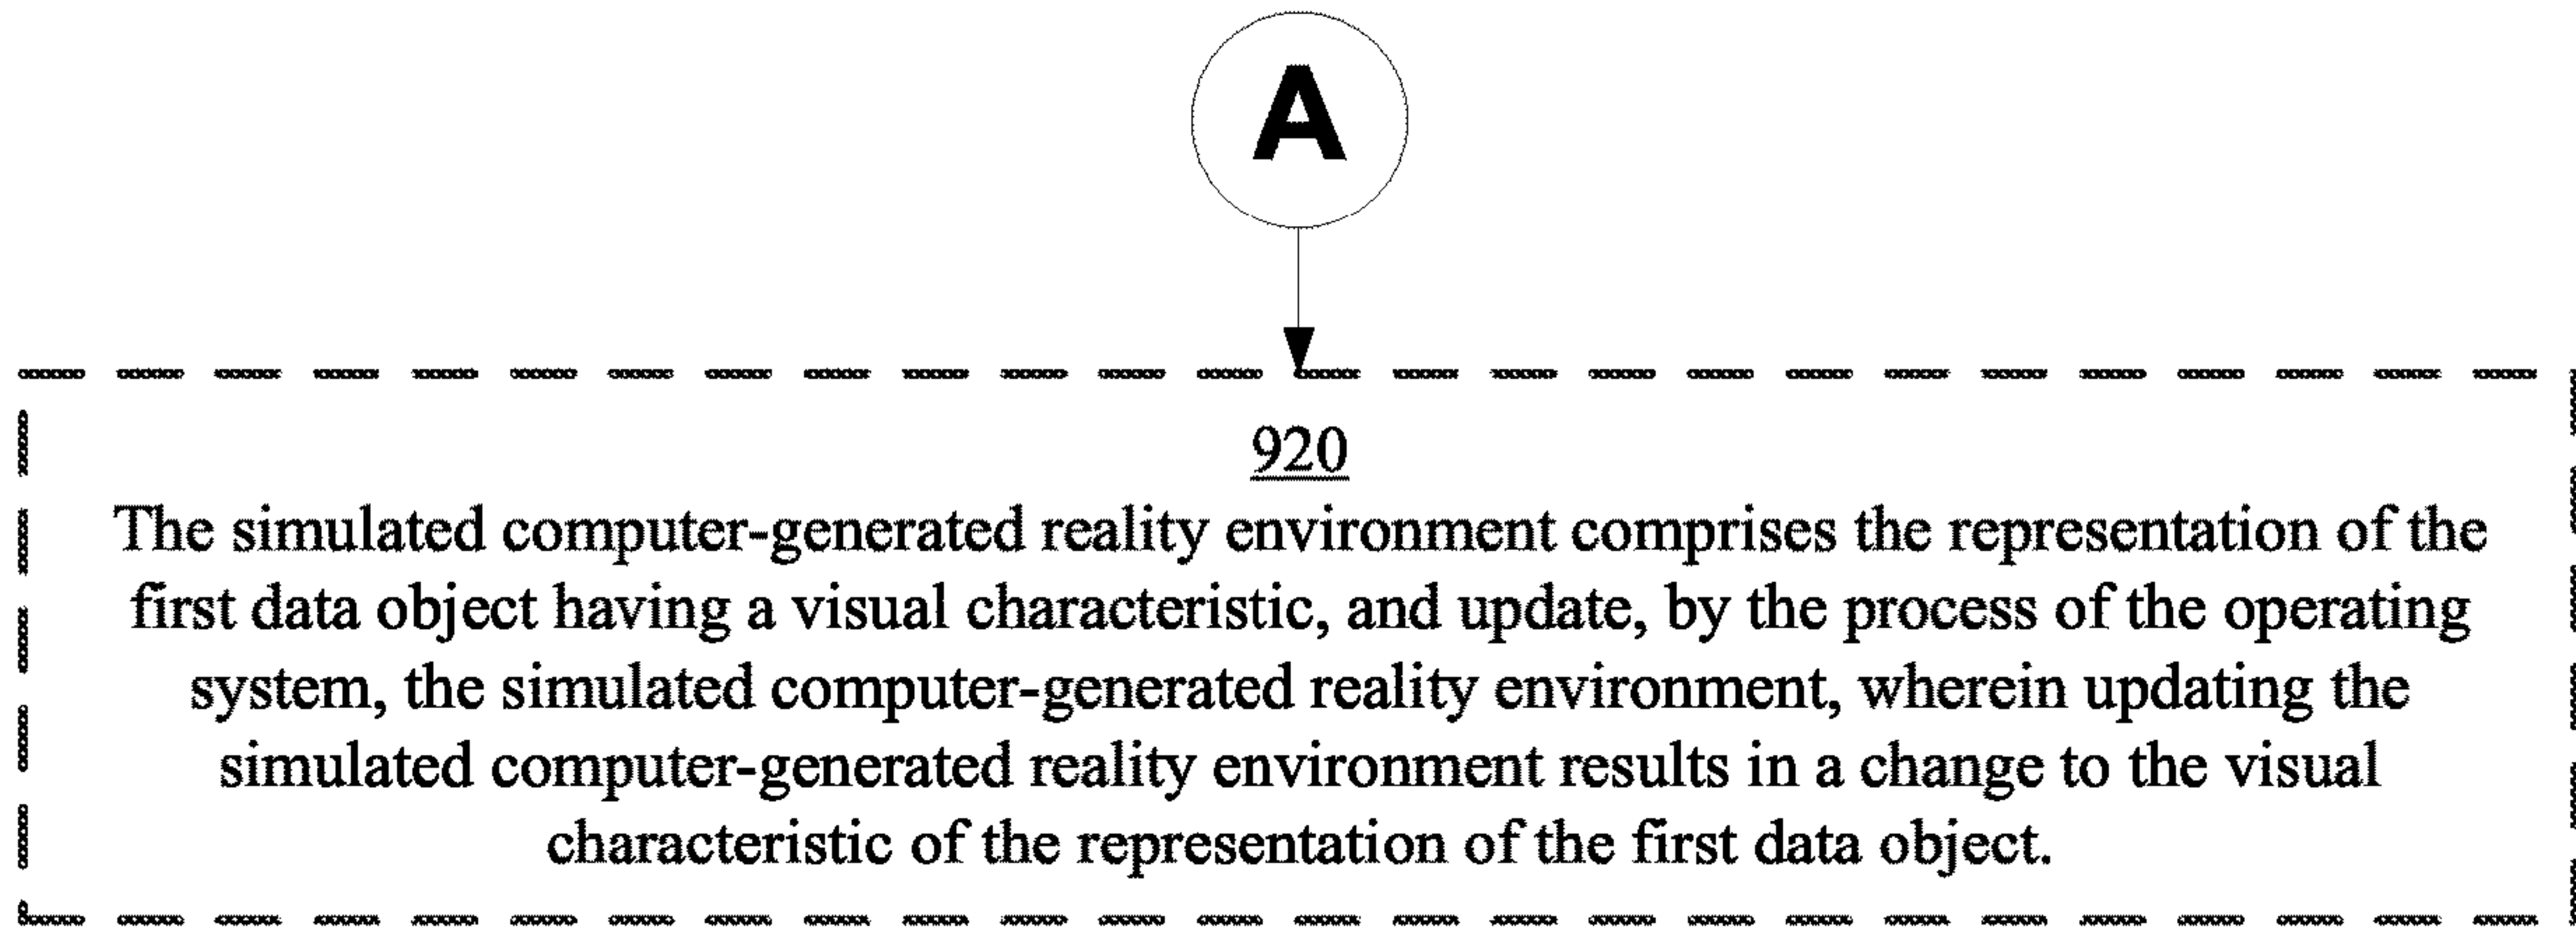 A
920
The simulated computer-generated reality environment comprises the representation of the
first data object having a visual characteristic, and update, by the process of the operating
system, the simulated computer-generated reality environment, wherein updating the
simulated computer-generated reality environment results in a change to the visual
characteristic of the representation of the first data object.